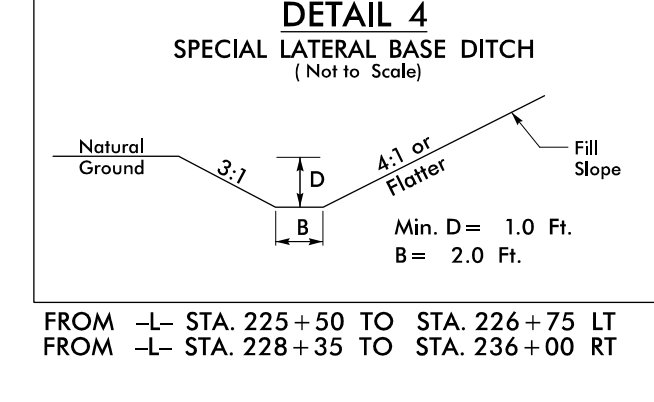 DETAIL 4
SPECIAL LATERAL BASE DITCH
( Not to Scale)
Natural
Ground
3:1
D
B
4:1 or
Flatter
Fill
Slope
Min. D= 1.0 Ft.
B= 2.0 Ft.
FROM -L- STA. 225+50 TO STA. 226+75 LT
FROM -L- STA. 228+35 TO STA. 236+00 RT